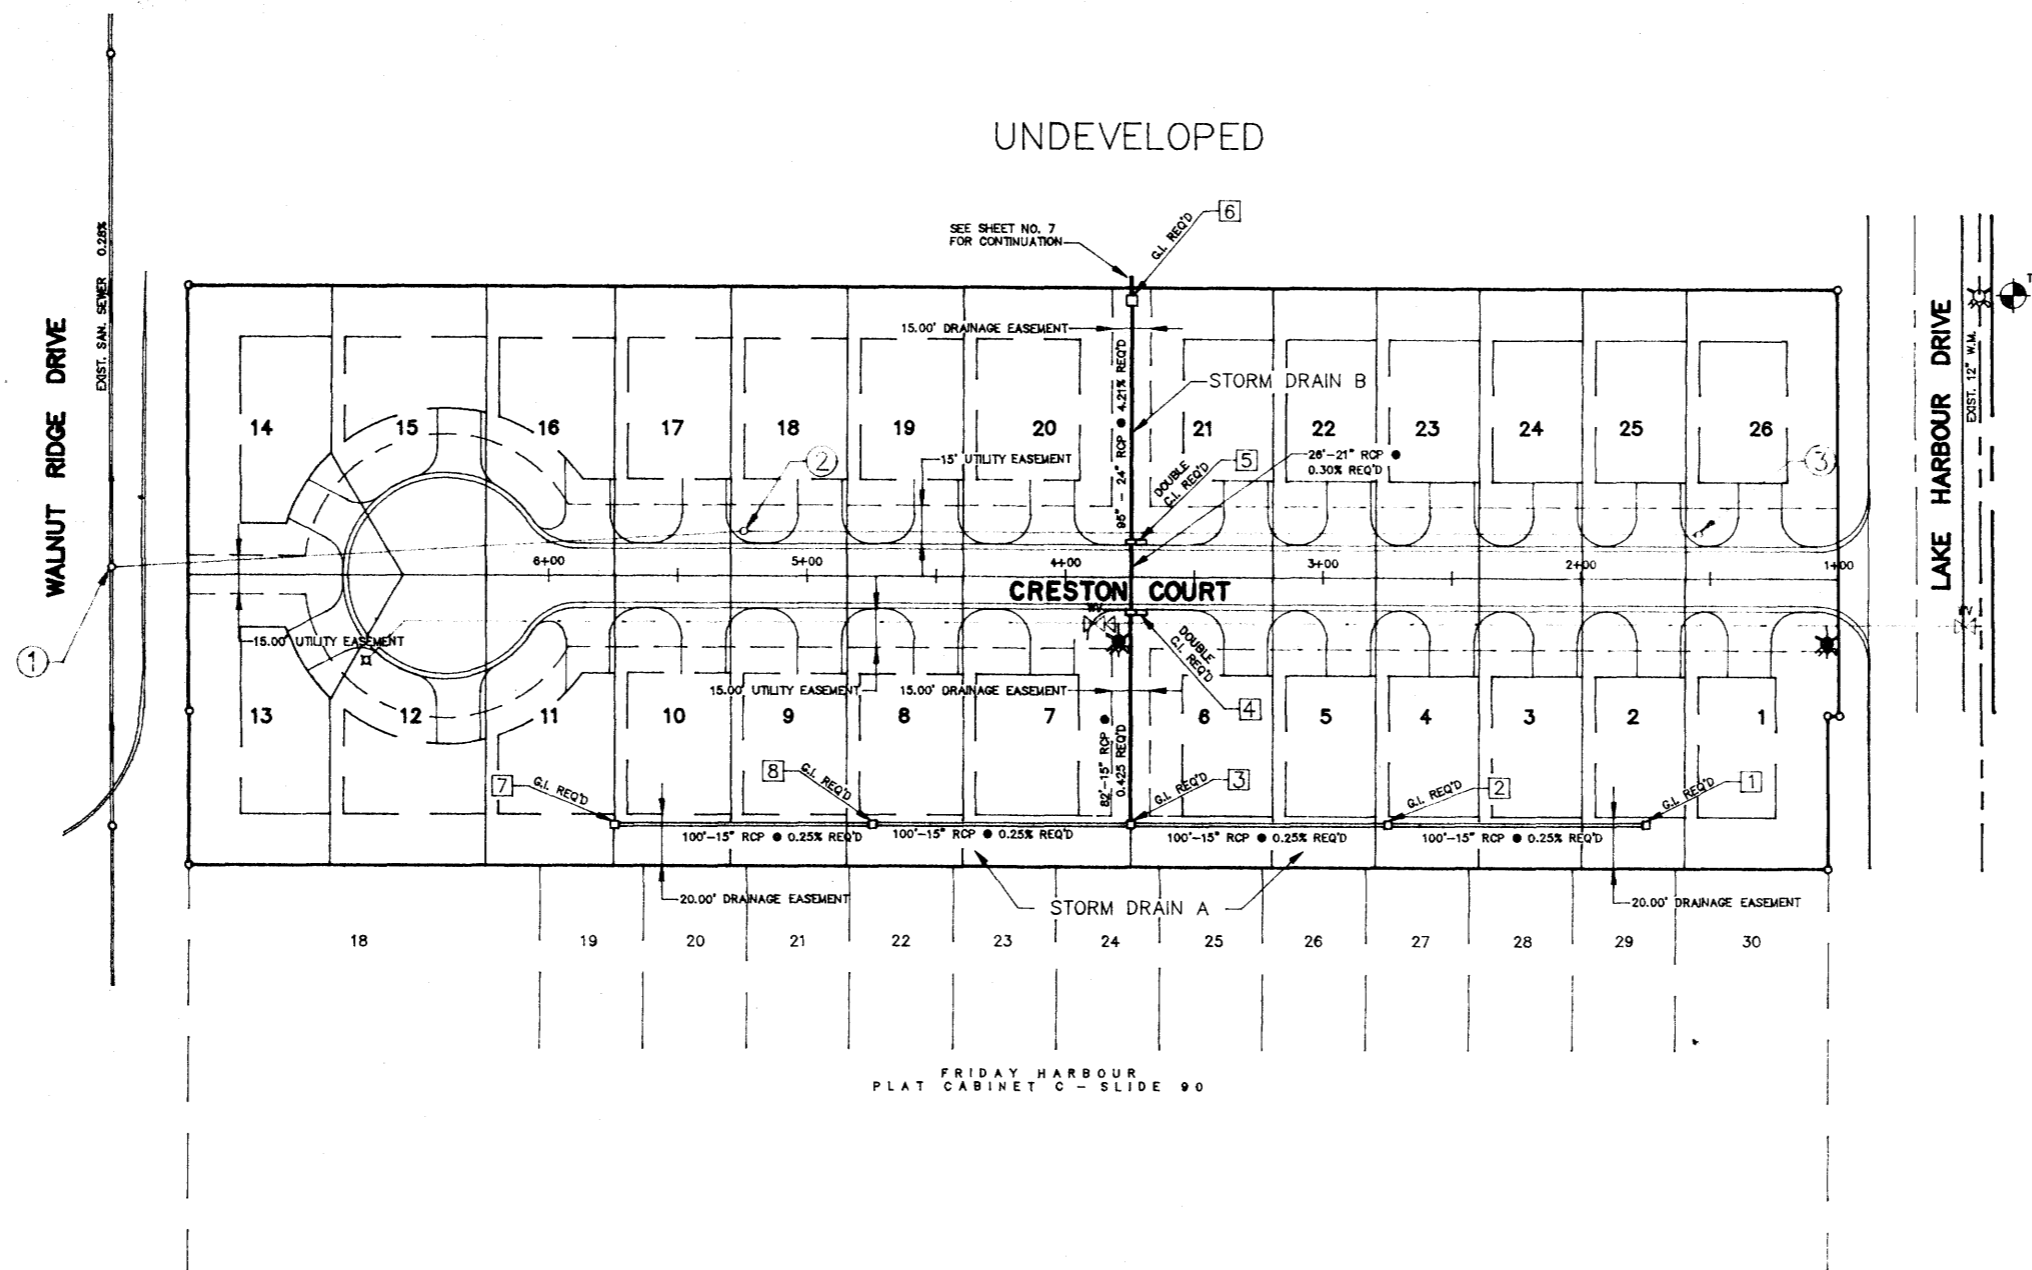 UNDEVELOPED
6
G.I. REQ'D
SEE SHEET NO. 7
FOR CONTINUATION
WALNUT RIDGE DRIVE
EXIST. SAN. SEWER 0.28%
LAKE HARBOUR DRIVE
EXIST. 12" W.M.
T
15.00' DRAINAGE EASEMENT
95' - 24" RCP ● 4.21% REQ'D
STORM DRAIN B
14
15
16
17
18
19
20
21
22
23
24
25
26
2
15' UTILITY EASEMENT
DOUBLE
G.I. REQ'D
5
26'-21" RCP ●
0.30% REQ'D
3
6+00
5+00
4+00
3+00
2+00
1+00
CRESTON COURT
WV
WV
1
15.00' UTILITY EASEMENT
15.00' UTILITY EASEMENT
15.00' DRAINAGE EASEMENT
DOUBLE
G.I. REQ'D
4
13
12
11
10
9
8
7
6
5
4
3
2
1
82'-15" RCP ●
0.425 REQ'D
7
G.I. REQ'D
8
G.I. REQ'D
G.I. REQ'D
3
G.I. REQ'D
2
G.I. REQ'D
1
100'-15" RCP ● 0.25% REQ'D
100'-15" RCP ● 0.25% REQ'D
100'-15" RCP ● 0.25% REQ'D
100'-15" RCP ● 0.25% REQ'D
20.00' DRAINAGE EASEMENT
STORM DRAIN A
20.00' DRAINAGE EASEMENT
18
19
20
21
22
23
24
25
26
27
28
29
30
FRIDAY HARBOUR
PLAT CABINET C - SLIDE 90